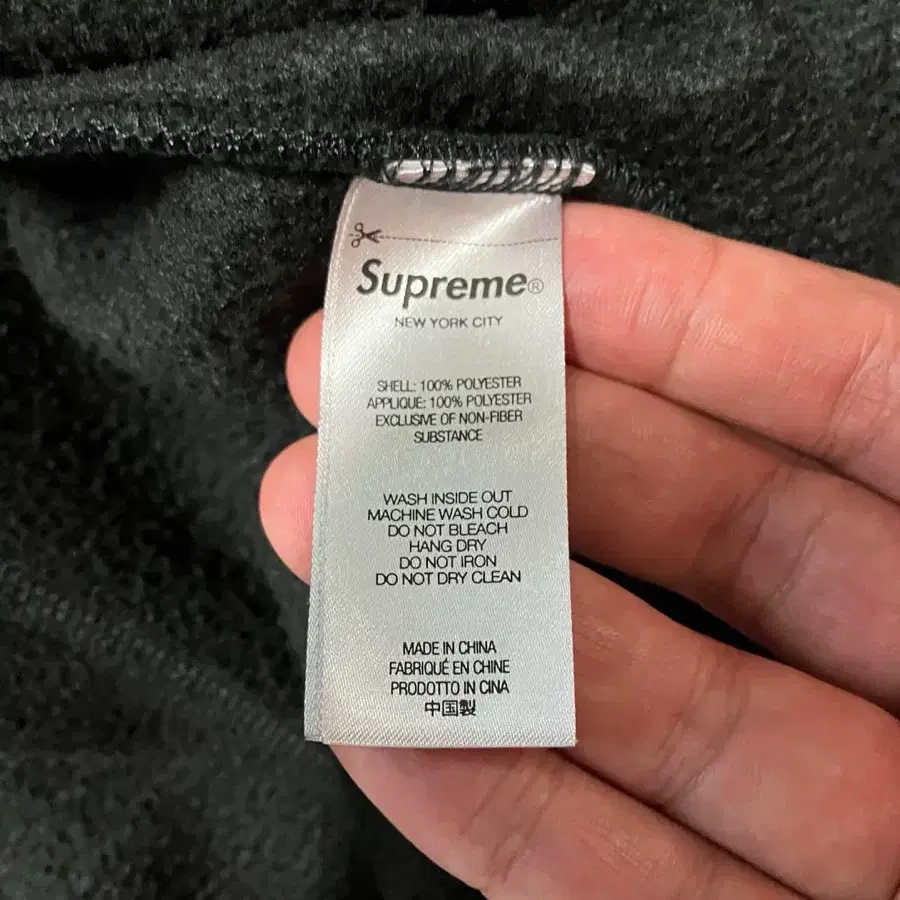 Supreme®
NEW YORK CITY
SHELL: 100% POLYESTER
APPLIQUE: 100% POLYESTER
EXCLUSIVE OF NON-FIBER
SUBSTANCE
WASH INSIDE OUT
MACHINE WASH COLD
DO NOT BLEACH
HANG DRY
DO NOT IRON
DO NOT DRY CLEAN
MADE IN CHINA
FABRIQUÉ EN CHINE
PRODOTTO IN CINA
中国製